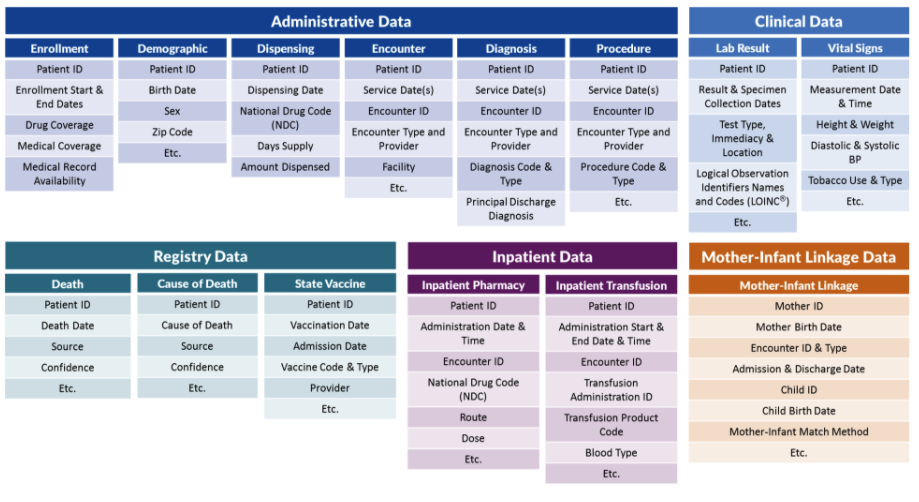 Administrative Data
Enrollment
Patient ID
Enrollment Start &
End Dates
Drug Coverage
Medical Coverage
Medical Record
Availability
Demographic
Patient ID
Birth Date
Sex
Zip Code
Etc.
Dispensing
Patient ID
Dispensing Date
National Drug Code
(NDC)
Days Supply
Amount Dispensed
Encounter
Patient ID
Service Date(s)
Encounter ID
Encounter Type and
Provider
Facility
Etc.
Diagnosis
Patient ID
Service Date(s)
Encounter ID
Encounter Type and
Provider
Diagnosis Code &
Type
Principal Discharge
Diagnosis
Procedure
Patient ID
Service Date(s)
Encounter ID
Encounter Type and
Provider
Procedure Code &
Type
Etc.
Clinical Data
Lab Result
Patient ID
Result & Specimen
Collection Dates
Test Type,
Immediacy &
Location
Logical Observation
Identifiers Names
and Codes (LOINC®)
Etc.
Vital Signs
Patient ID
Measurement Date
& Time
Height & Weight
Diastolic & Systolic
BP
Tobacco Use & Type
Etc.
Registry Data
Death
Patient ID
Death Date
Source
Confidence
Etc.
Cause of Death
Patient ID
Cause of Death
Source
Confidence
Etc.
State Vaccine
Patient ID
Vaccination Date
Admission Date
Vaccine Code & Type
Provider
Etc.
Inpatient Data
Inpatient Pharmacy
Patient ID
Administration Date &
Time
Encounter ID
National Drug Code
(NDC)
Route
Dose
Etc.
Inpatient Transfusion
Patient ID
Administration Start &
End Date & Time
Encounter ID
Transfusion
Administration ID
Transfusion Product
Code
Blood Type
Etc.
Mother-Infant Linkage Data
Mother-Infant Linkage
Mother ID
Mother Birth Date
Encounter ID & Type
Admission & Discharge Date
Child ID
Child Birth Date
Mother-Infant Match Method
Etc.